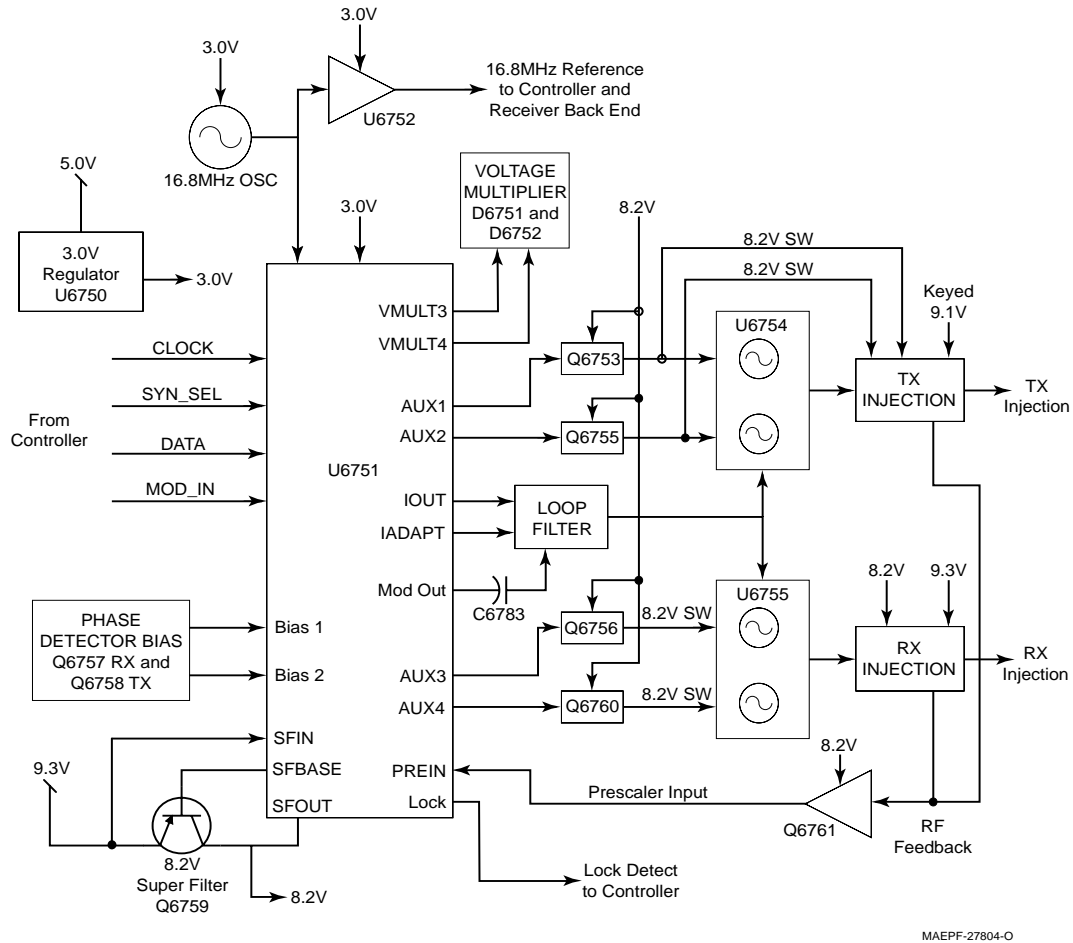 3.0V
3.0V
16.8MHz Reference
to Controller and
Receiver Back End
U6752
16.8MHz OSC
5.0V
3.0V
Regulator
U6750
3.0V
3.0V
VOLTAGE
MULTIPLIER
D6751 and
D6752
8.2V
8.2V SW
8.2V SW
Keyed
9.1V
VMULT3
VMULT4
AUX1
AUX2
Q6753
Q6755
U6754
TX
INJECTION
TX
Injection
From
Controller
CLOCK
SYN_SEL
DATA
MOD_IN
U6751
IOUT
IADAPT
LOOP
FILTER
Mod Out
C6783
PHASE
DETECTOR BIAS
Q6757 RX and
Q6758 TX
Bias 1
Bias 2
AUX3
AUX4
Q6756
Q6760
8.2V SW
8.2V SW
U6755
8.2V
9.3V
RX
INJECTION
RX
Injection
9.3V
SFIN
SFBASE
SFOUT
PREIN
Lock
Prescaler Input
8.2V
Q6761
RF
Feedback
8.2V
Super Filter
Q6759
8.2V
Lock Detect
to Controller
MAEPF-27804-O